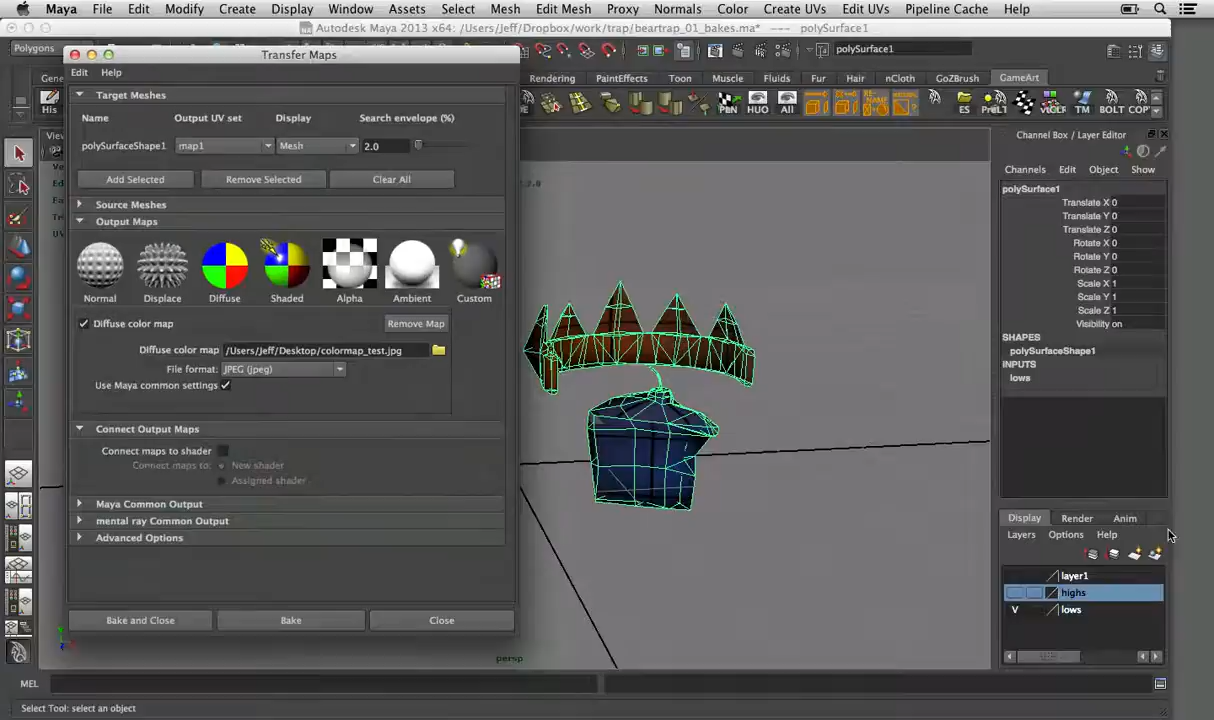 Maya File Edit Modify Create Display Window Assets Select Mesh Edit Mesh Proxy Normals Color Create UVs Edit UVs Pipeline Cache Help
Autodesk Maya 2013 x64: /Users/Jeff/Dropbox/work/trap/beartrap_01_bakes.ma* --- polySurface1
Polygons
polySurface1
Transfer Maps
Edit Help
Rendering PaintEffects Toon Muscle Fluids Fur Hair nCloth GoZBrush GameArt
His
HUO All ES PreLT TM BOLT COP
Target Meshes
Name Output UV set Display Search envelope (%)
polySurfaceShape1 map1 Mesh 2.0
Add Selected Remove Selected Clear All
Source Meshes
Output Maps
Normal Displace Diffuse Shaded Alpha Ambient Custom
Diffuse color map Remove Map
Diffuse color map /Users/Jeff/Desktop/colormap_test.jpg
File format: JPEG (jpeg)
Use Maya common settings
Connect Output Maps
Connect maps to shader
Connect maps to: New shader
Assigned shader
Maya Common Output
mental ray Common Output
Advanced Options
Bake and Close Bake Close
persp
Channel Box / Layer Editor
Channels Edit Object Show
polySurface1
Translate X 0
Translate Y 0
Translate Z 0
Rotate X 0
Rotate Y 0
Rotate Z 0
Scale X 1
Scale Y 1
Scale Z 1
Visibility on
SHAPES
polySurfaceShape1
INPUTS
lows
Display Render Anim
Layers Options Help
layer1
highs
V lows
MEL
Select Tool: select an object